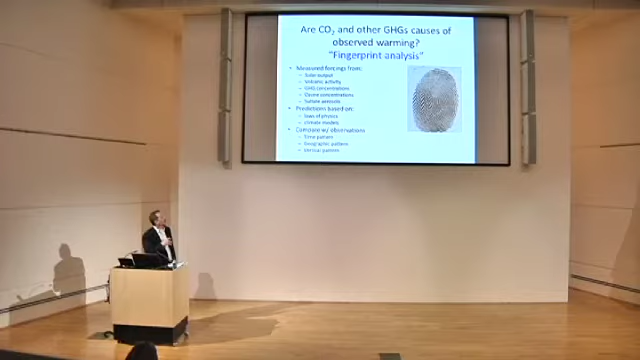 Are CO₂ and other GHGs causes of
observed warming?
"Fingerprint analysis"
• Measured forcings from:
– Solar output
– Volcanic activity
– GHG concentrations
– Ozone concentrations
– Sulfate aerosols
• Predictions based on:
– laws of physics
– climate models
• Compare w/ observations
– Time pattern
– Geographic pattern
– Vertical pattern